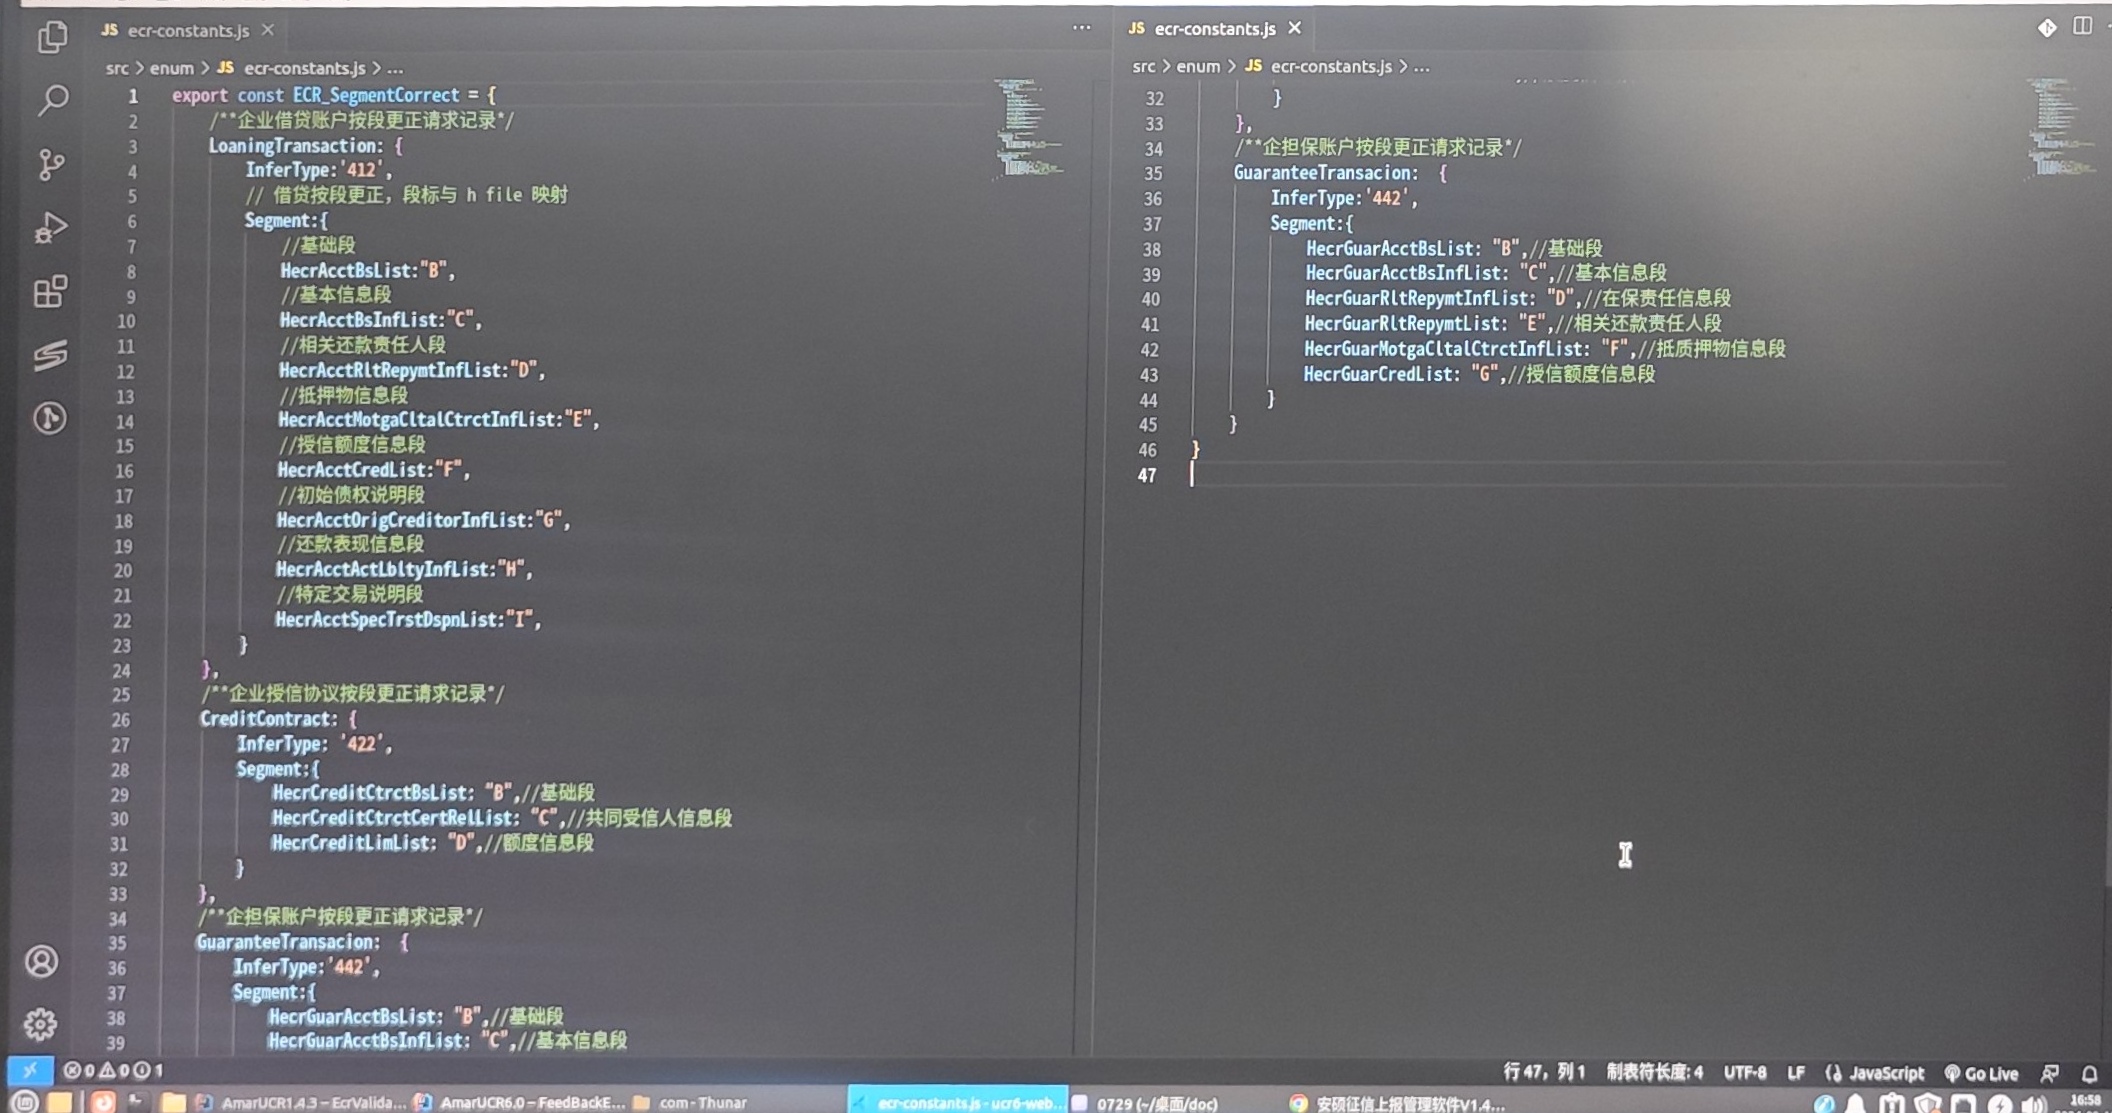 JS ecr-constants.js
src > enum > JS ecr-constants.js > ...
1 export const ECR_SegmentCorrect = {
2 /**企业借贷账户按段更正请求记录*/
3 LoaningTransaction: {
4 InferType:'412',
5 // 借贷按段更正，段标与 h file 映射
6 Segment:{
7 //基础段
8 HecrAcctBsList:"B",
9 //基本信息段
10 HecrAcctBsInfList:"C",
11 //相关还款责任人段
12 HecrAcctRltRepymtInfList:"D",
13 //抵押物信息段
14 HecrAcctMotgaCltalCtrctInfList:"E",
15 //授信额度信息段
16 HecrAcctCredList:"F",
17 //初始债权说明段
18 HecrAcctOrigCreditorInfList:"G",
19 //还款表现信息段
20 HecrAcctActLbltyInfList:"H",
21 //特定交易说明段
22 HecrAcctSpecTrstDspnList:"I",
23 }
24 },
25 /**企业授信协议按段更正请求记录*/
26 CreditContract: {
27 InferType: '422',
28 Segment:{
29 HecrCreditCtrctBsList: "B",//基础段
30 HecrCreditCtrctCertRelList: "C",//共同受信人信息段
31 HecrCreditLimList: "D",//额度信息段
32 }
33 },
34 /**企担保账户按段更正请求记录*/
35 GuaranteeTransacion: {
36 InferType:'442',
37 Segment:{
38 HecrGuarAcctBsList: "B",//基础段
39 HecrGuarAcctBsInfList: "C",//基本信息段
JS ecr-constants.js
src > enum > JS ecr-constants.js > ...
32 }
33 },
34 /**企担保账户按段更正请求记录*/
35 GuaranteeTransacion: {
36 InferType:'442',
37 Segment:{
38 HecrGuarAcctBsList: "B",//基础段
39 HecrGuarAcctBsInfList: "C",//基本信息段
40 HecrGuarRltRepymtInfList: "D",//在保责任信息段
41 HecrGuarRltRepymtList: "E",//相关还款责任人段
42 HecrGuarMotgaCltalCtrctInfList: "F",//抵质押物信息段
43 HecrGuarCredList: "G",//授信额度信息段
44 }
45 }
46 }
47
0 0 1 行 47，列 1 制表符长度: 4 UTF-8 LF JavaScript Go Live
AmarUCR1.4.3 – EcrValida... AmarUCR6.0 – FeedBackE... com - Thunar ecr-constants.js - ucr6-web... 0729 (~/桌面/doc) 安硕征信上报管理软件V1.4... 16:58